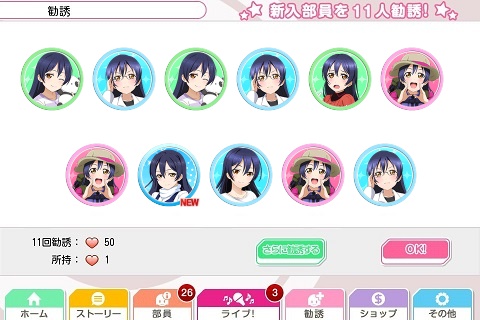 勧誘
新入部員を11人勧誘!
NEW
11回勧誘: 50
所持: 1
さらに勧誘する
OK!
26
3
ホーム
ストーリー
部員
ライブ!
勧誘
ショップ
その他